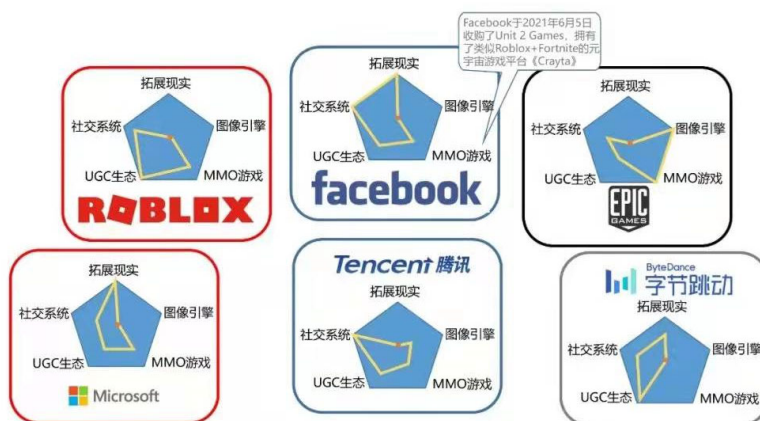 Facebook于2021年6月5日
收购了Unit 2 Games，拥有
了类似Roblox+Fortnite的元
宇宙游戏平台《Crayta》
拓展现实
社交系统
图像引擎
UGC生态
MMO游戏
ROBLOX
拓展现实
社交系统
图像引擎
UGC生态
MMO游戏
facebook
拓展现实
社交系统
图像引擎
UGC生态
MMO游戏
EPIC
GAMES
拓展现实
社交系统
图像引擎
UGC生态
MMO游戏
Microsoft
Tencent 腾讯
拓展现实
社交系统
图像引擎
UGC生态
MMO游戏
ByteDance
字节跳动
拓展现实
社交系统
图像引擎
UGC生态
MMO游戏